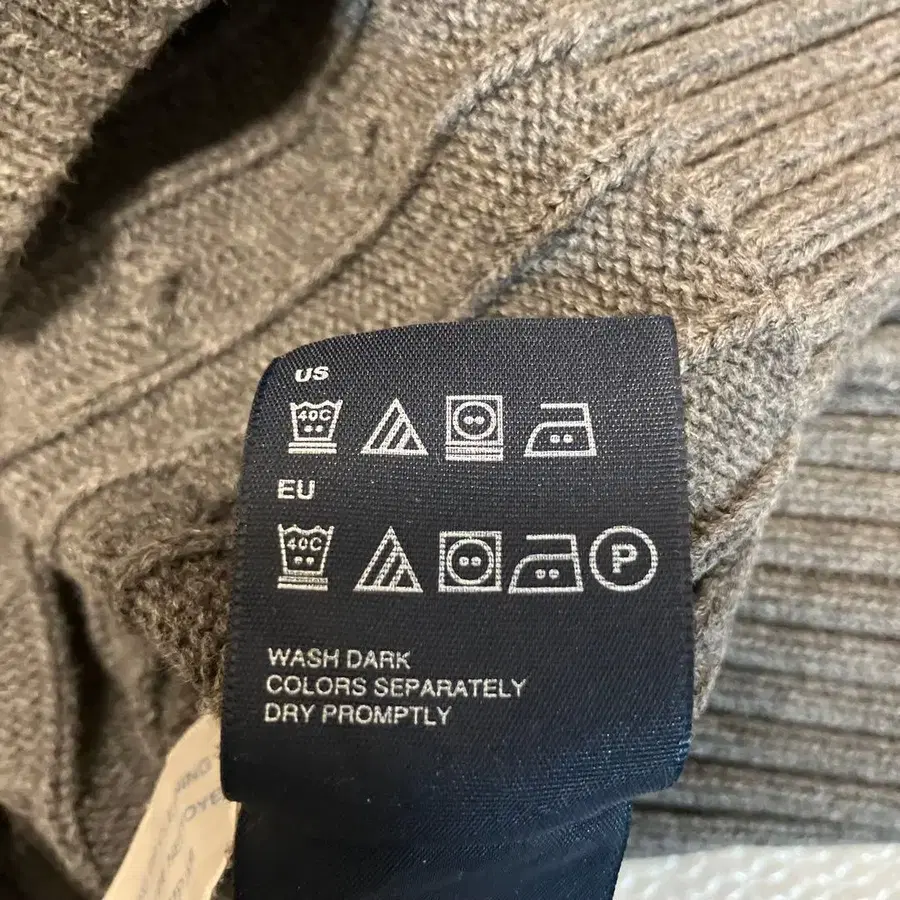 US
40C
EU
40C
P
WASH DARK
COLORS SEPARATELY
DRY PROMPTLY